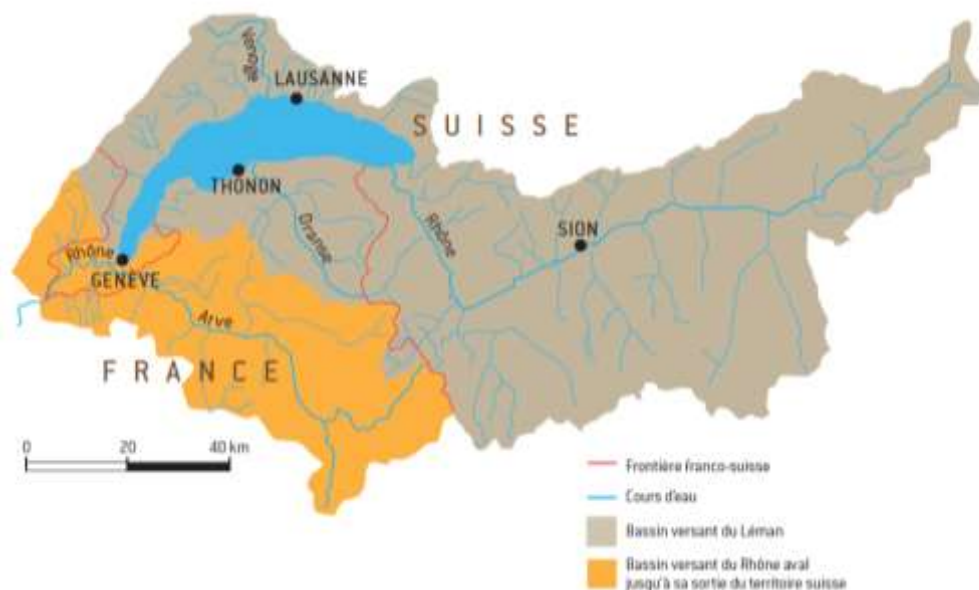 Venoge
LAUSANNE
SUISSE
THONON
Dranse
Rhône
SION
Rhône
GENÈVE
Arve
FRANCE
0 20 40 km
Frontière franco-suisse
Cours d'eau
Bassin versant du Léman
Bassin versant du Rhône aval
jusqu'à sa sortie du territoire suisse